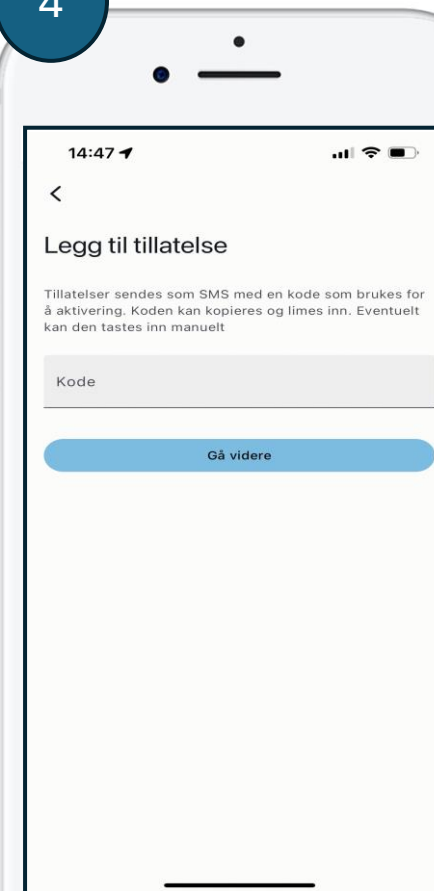 4
14:47
Legg til tillatelse
Tillatelser sendes som SMS med en kode som brukes for
å aktivering. Koden kan kopieres og limes inn. Eventuelt
kan den tastes inn manuelt
Kode
Gå videre